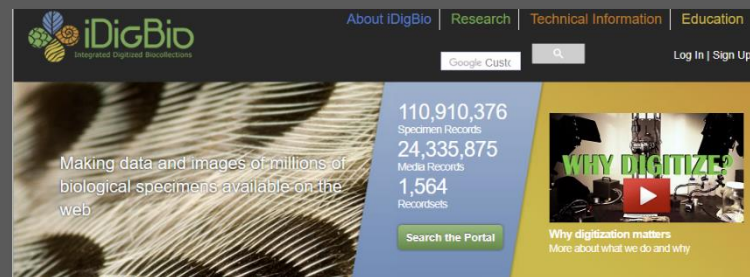 About iDigBio | Research | Technical Information | Education
iDigBio
Integrated Digitized Biocollections
Google Custo
Log In | Sign Up
Making data and images of millions of
biological specimens available on the
web
110,910,376
Specimen Records
24,335,875
Media Records
1,564
Recordsets
Search the Portal
WHY DIGITIZE?
Why digitization matters
More about what we do and why